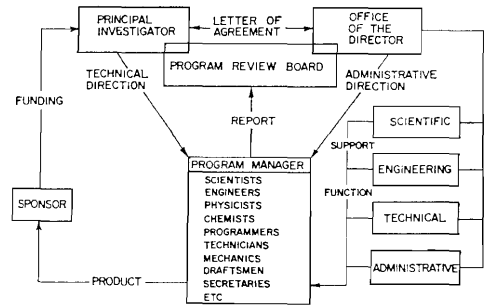 PRINCIPAL
INVESTIGATOR
LETTER OF
AGREEMENT
OFFICE
OF THE
DIRECTOR
PROGRAM REVIEW BOARD
TECHNICAL
DIRECTION
ADMINISTRATIVE
DIRECTION
FUNDING
REPORT
SCIENTIFIC
SUPPORT
ENGINEERING
FUNCTION
TECHNICAL
ADMINISTRATIVE
PROGRAM MANAGER
SCIENTISTS
ENGINEERS
PHYSICISTS
CHEMISTS
PROGRAMMERS
TECHNICIANS
MECHANICS
DRAFTSMEN
SECRETARIES
ETC
SPONSOR
PRODUCT